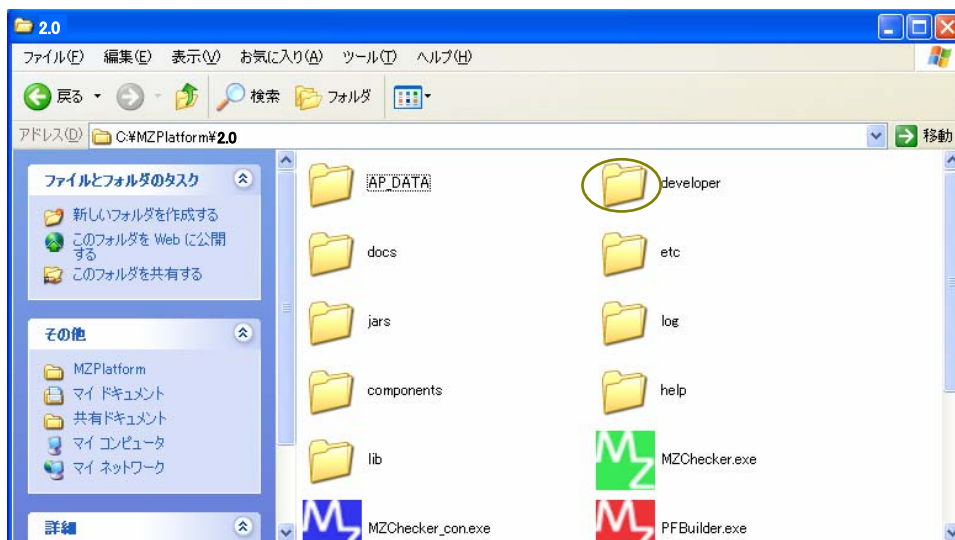 2.0
ファイル(F) 編集(E) 表示(V) お気に入り(A) ツール(T) ヘルプ(H)
戻る 検索 フォルダ
アドレス(D) C:¥MZPlatform¥2.0 移動
ファイルとフォルダのタスク
新しいフォルダを作成する
このフォルダを Web に公開
する
このフォルダを共有する
その他
MZPlatform
マイ ドキュメント
共有ドキュメント
マイ コンピュータ
マイ ネットワーク
詳細
AP_DATA developer
docs etc
jars log
components help
lib MZ MZChecker.exe
MZ MZChecker_con.exe MZ PFBuilder.exe